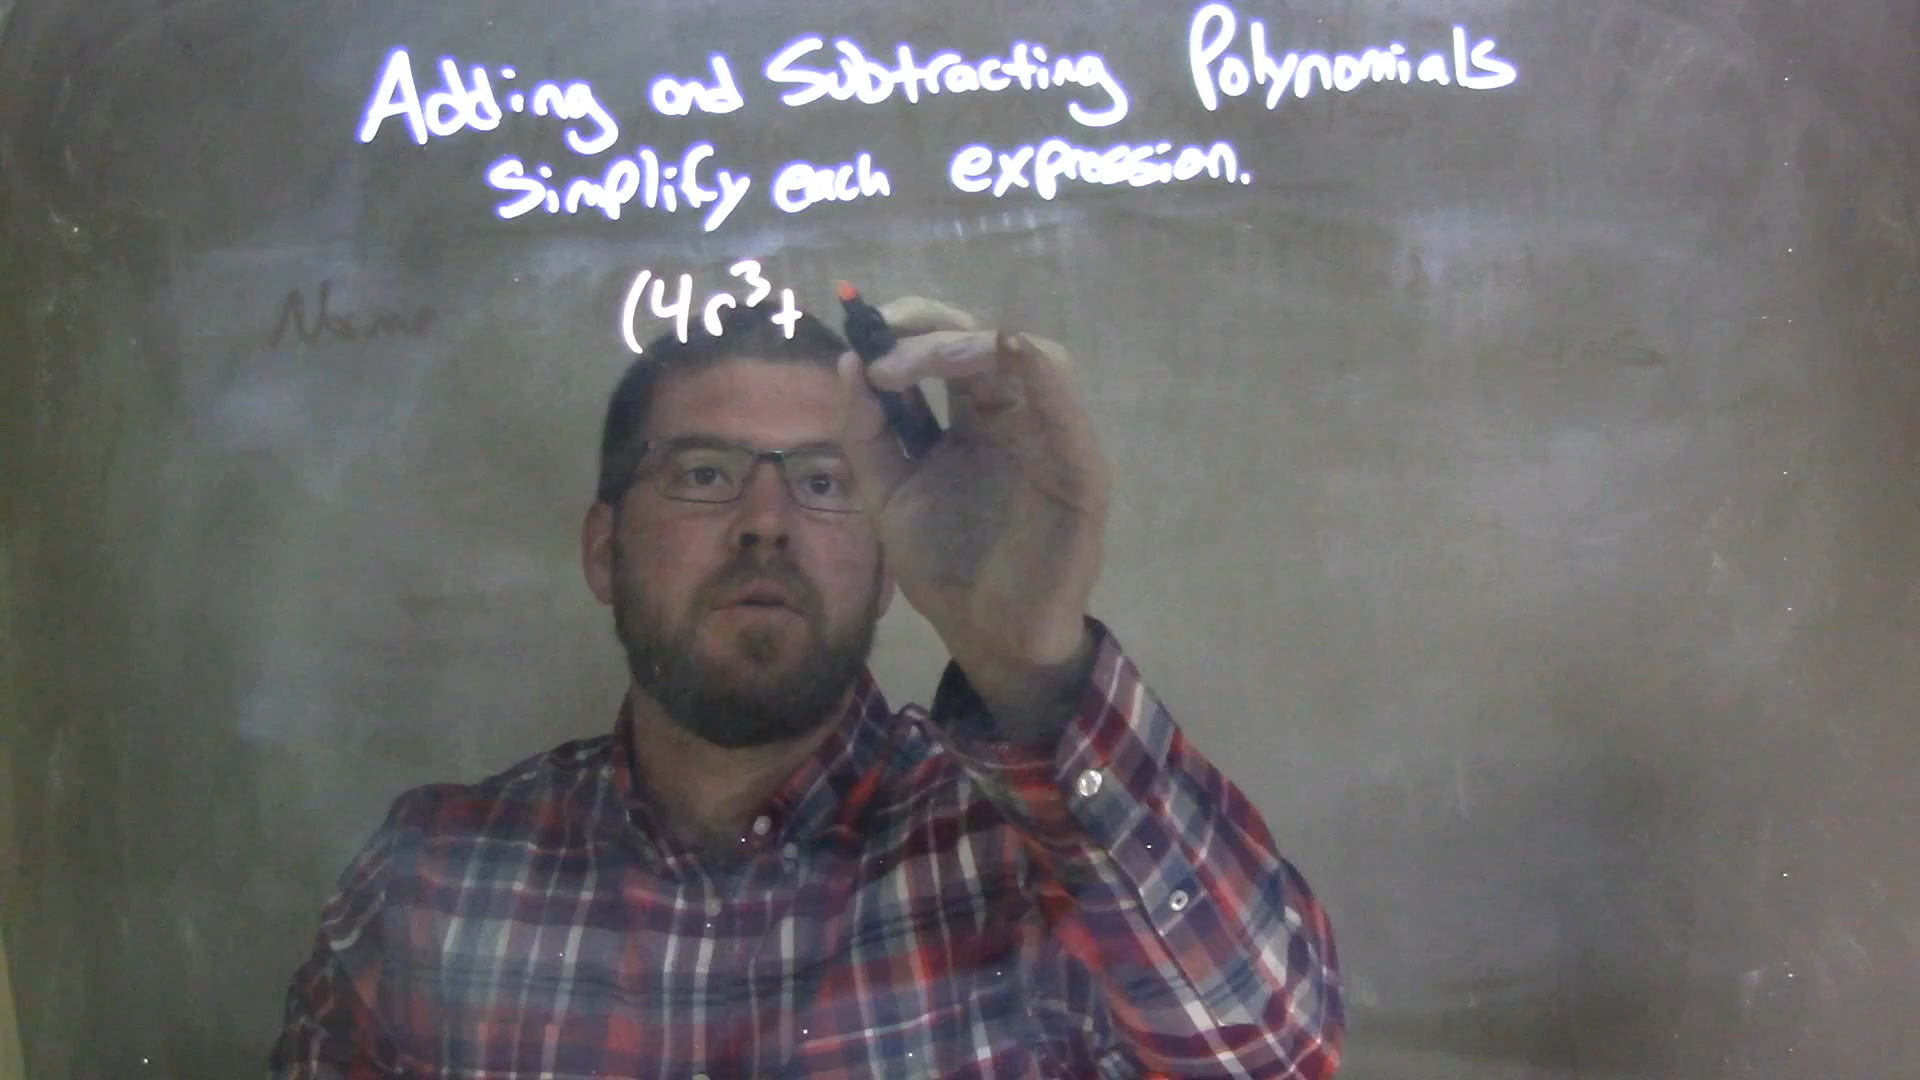 Adding and Subtracting Polynomials
Simplify each expression.
(4r³+